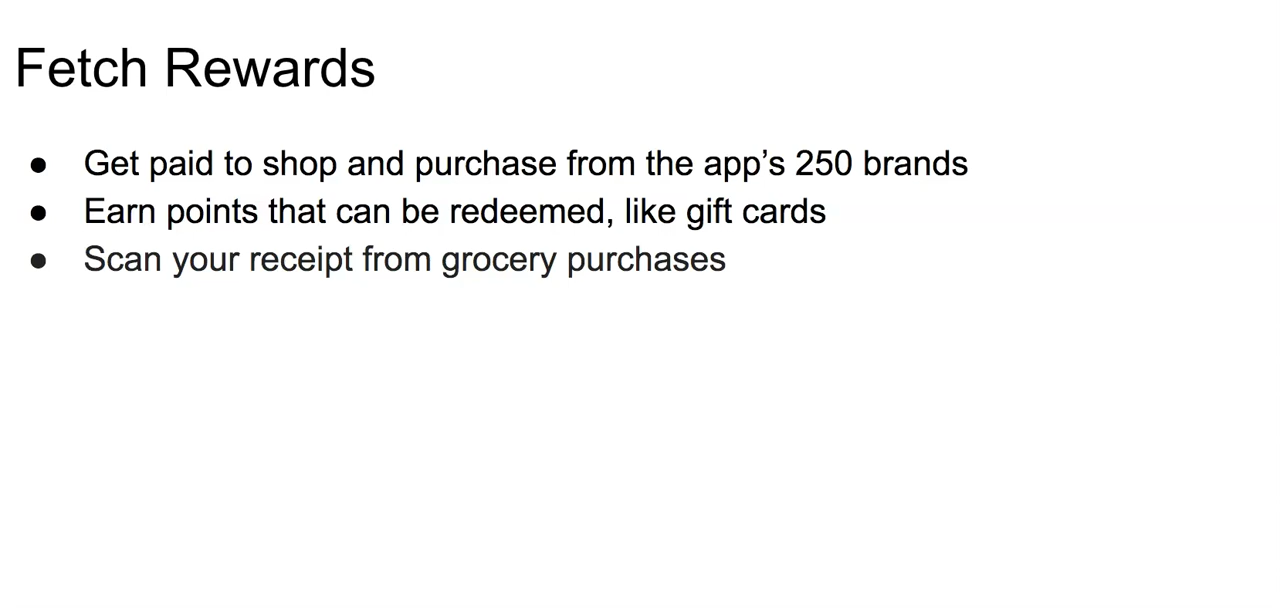 Fetch Rewards
● Get paid to shop and purchase from the app’s 250 brands
● Earn points that can be redeemed, like gift cards
● Scan your receipt from grocery purchases